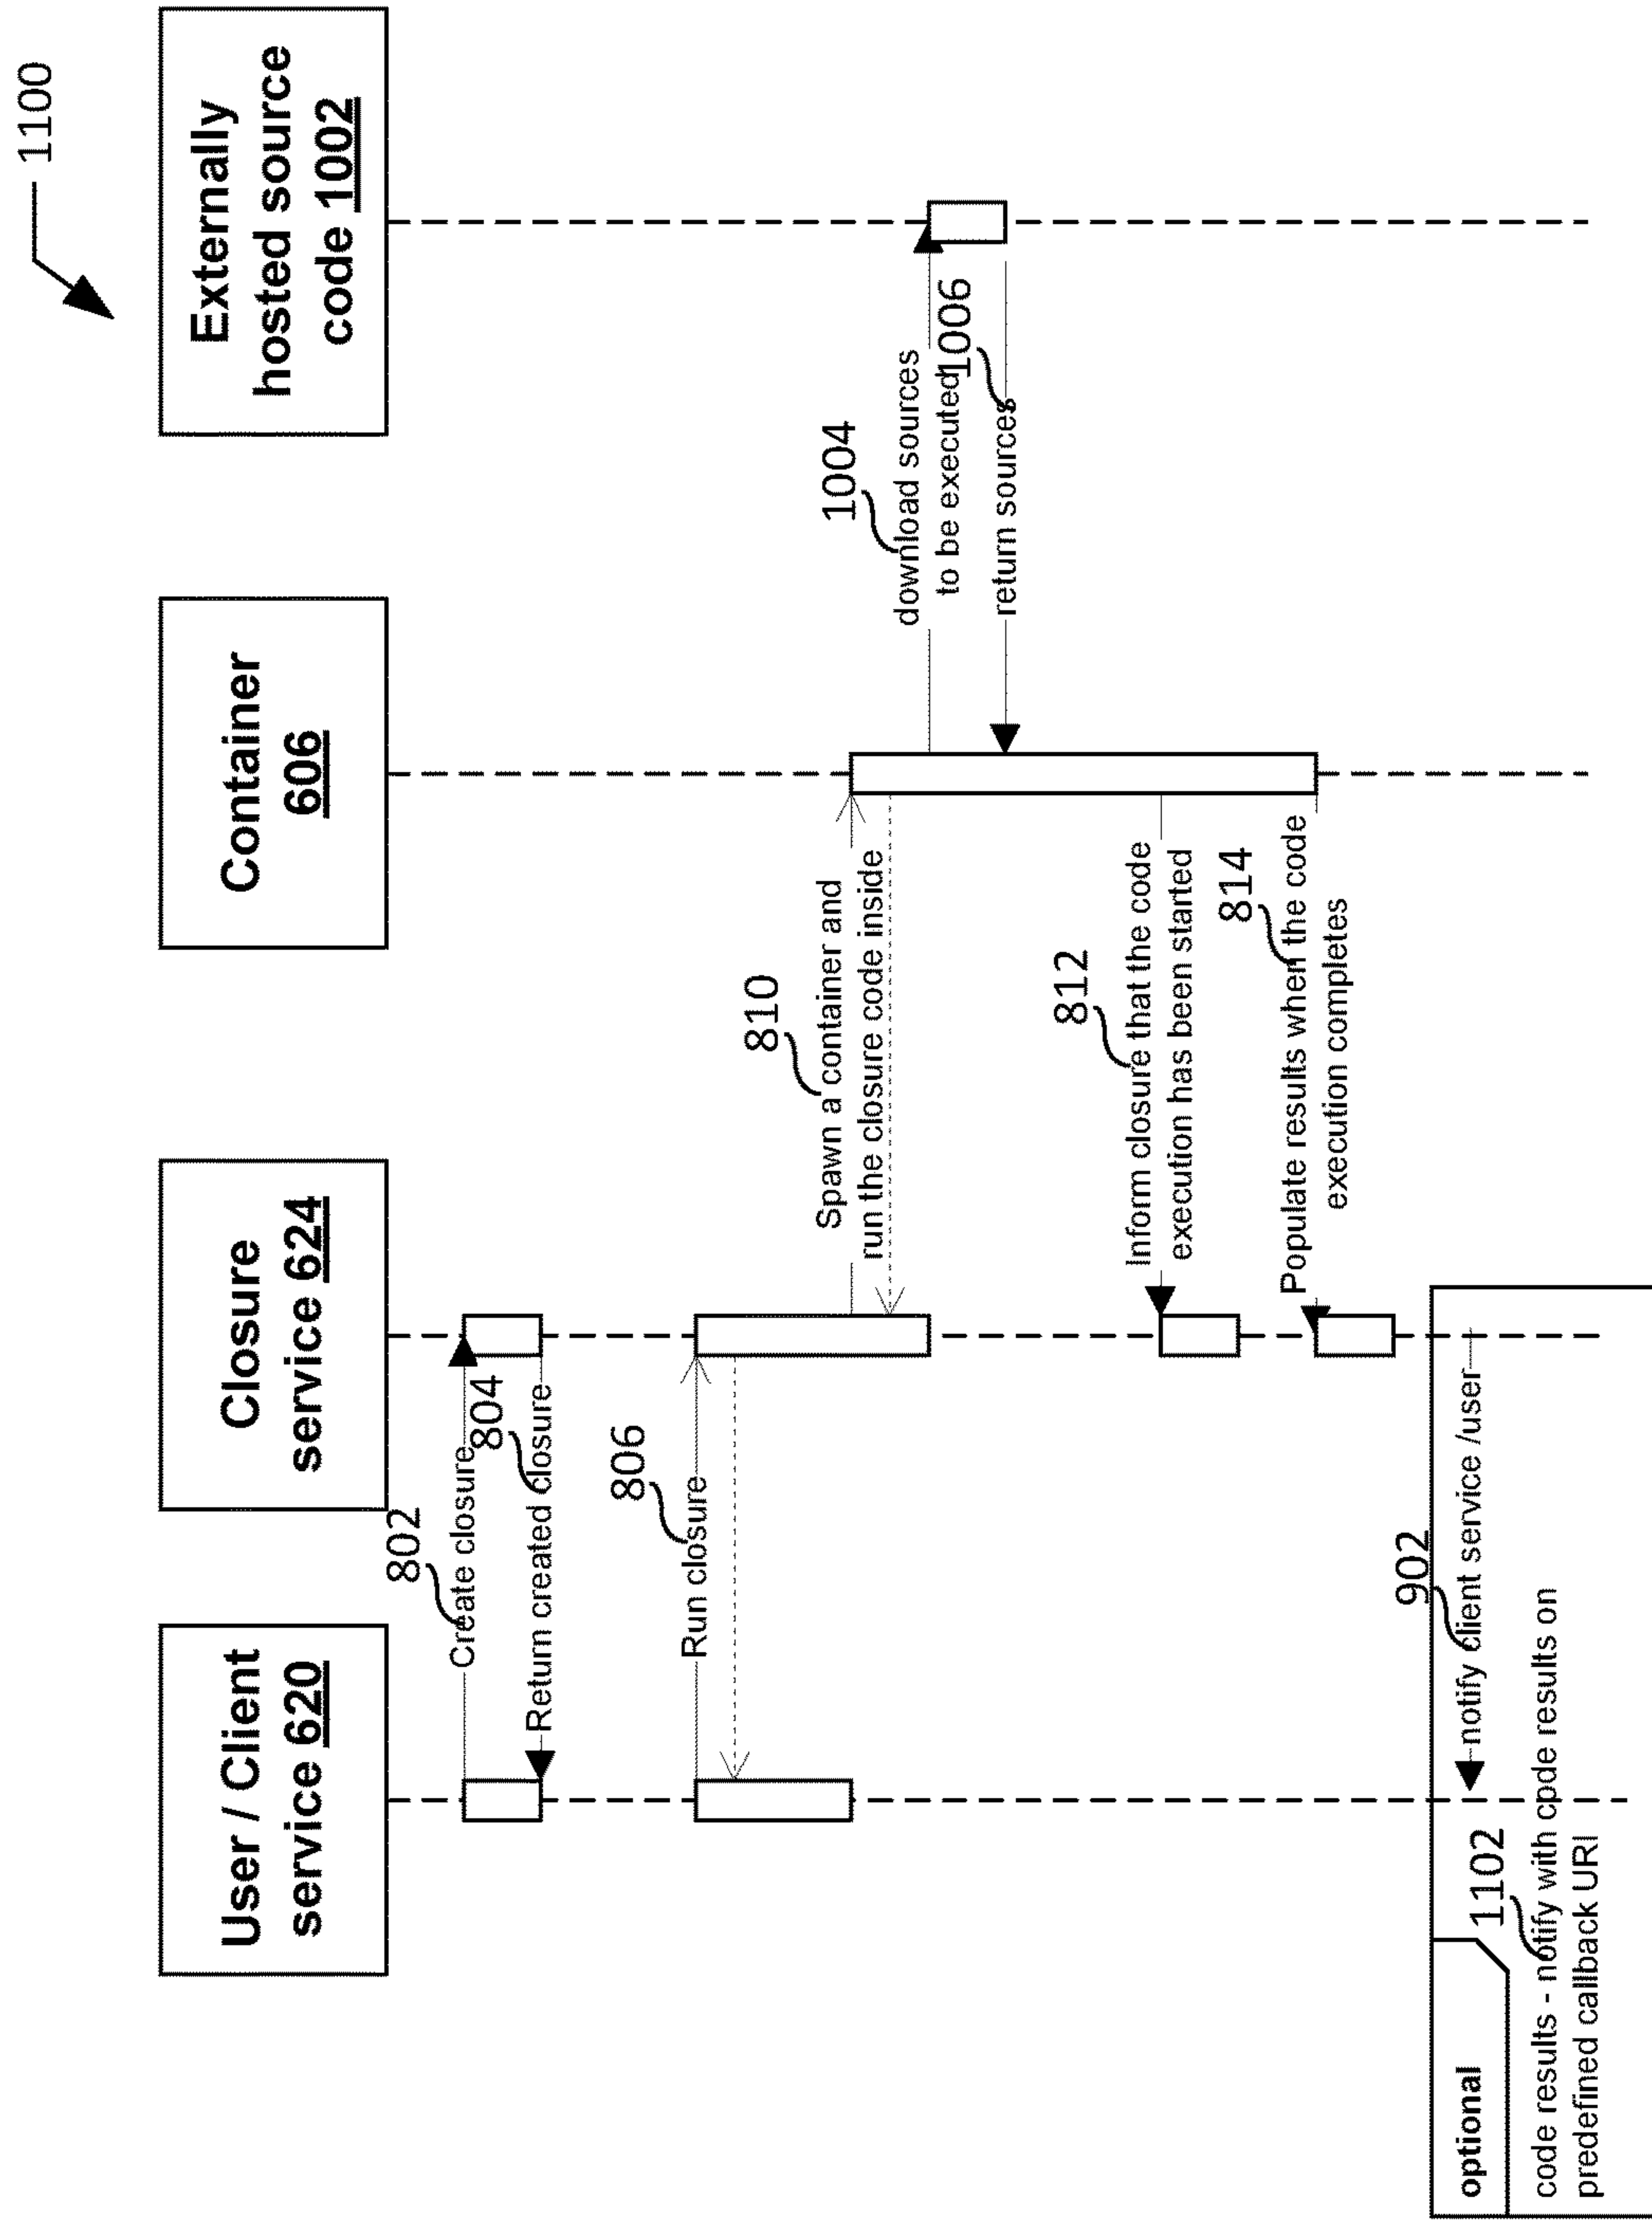 1100
User / Client
service 620
Closure
service 624
Container
606
Externally
hosted source
code 1002
802
Create closure
804
Return created closure
806
Run closure
810
Spawn a container and
run the closure code inside
1004
download sources
to be executed
1006
return sources
812
Inform closure that the code
execution has been started
814
Populate results when the code
execution completes
902
notify client service /user
optional
1102
code results - notify with code results on
predefined callback URI